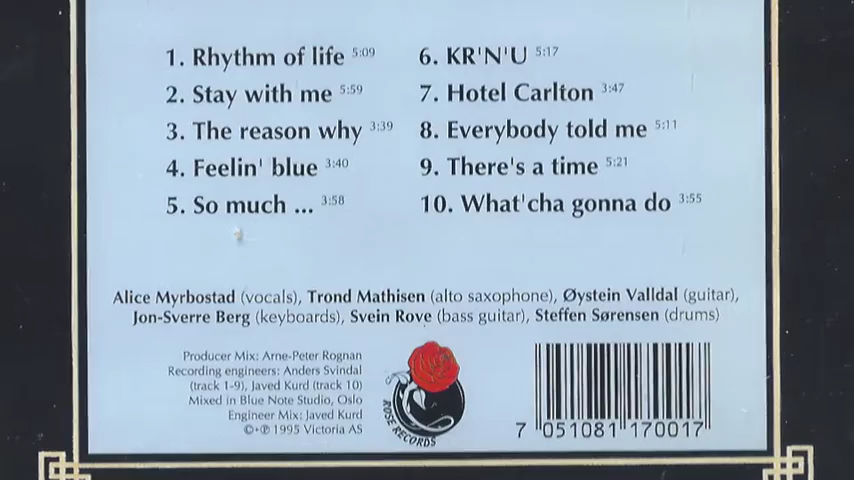 1. Rhythm of life 5:09
2. Stay with me 5:59
3. The reason why 3:39
4. Feelin' blue 3:40
5. So much ... 3:58
6. KR'N'U 5:17
7. Hotel Carlton 3:47
8. Everybody told me 5:11
9. There's a time 5:21
10. What'cha gonna do 3:55
Alice Myrbostad (vocals), Trond Mathisen (alto saxophone), Øystein Valldal (guitar),
Jon-Sverre Berg (keyboards), Svein Rove (bass guitar), Steffen Sørensen (drums)
Producer Mix: Arne-Peter Rognan
Recording engineers: Anders Svindal
(track 1-9), Javed Kurd (track 10)
Mixed in Blue Note Studio, Oslo
Engineer Mix: Javed Kurd
©•℗ 1995 Victoria AS
ROSE RECORDS
7 051081 170017